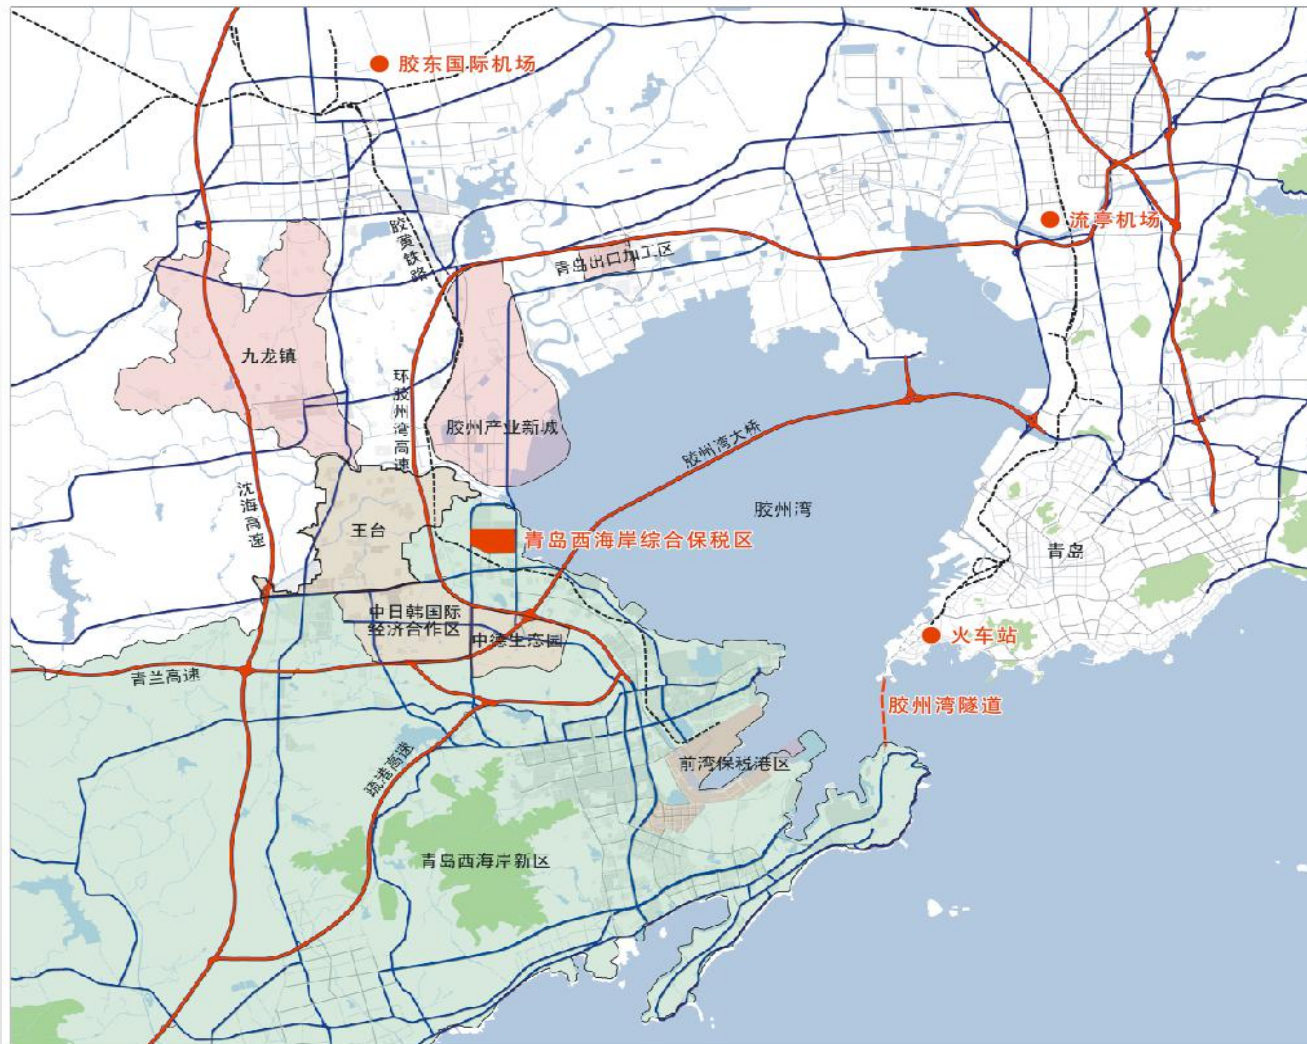 胶东国际机场
流亭机场
胶黄铁路
青岛出口加工区
九龙镇
环胶州湾高速
胶州产业新城
胶州湾大桥
沈海高速
胶州湾
王台
青岛西海岸综合保税区
青岛
中日韩国际
经济合作区
中德生态园
火车站
青兰高速
胶州湾隧道
疏港高速
前湾保税港区
青岛西海岸新区